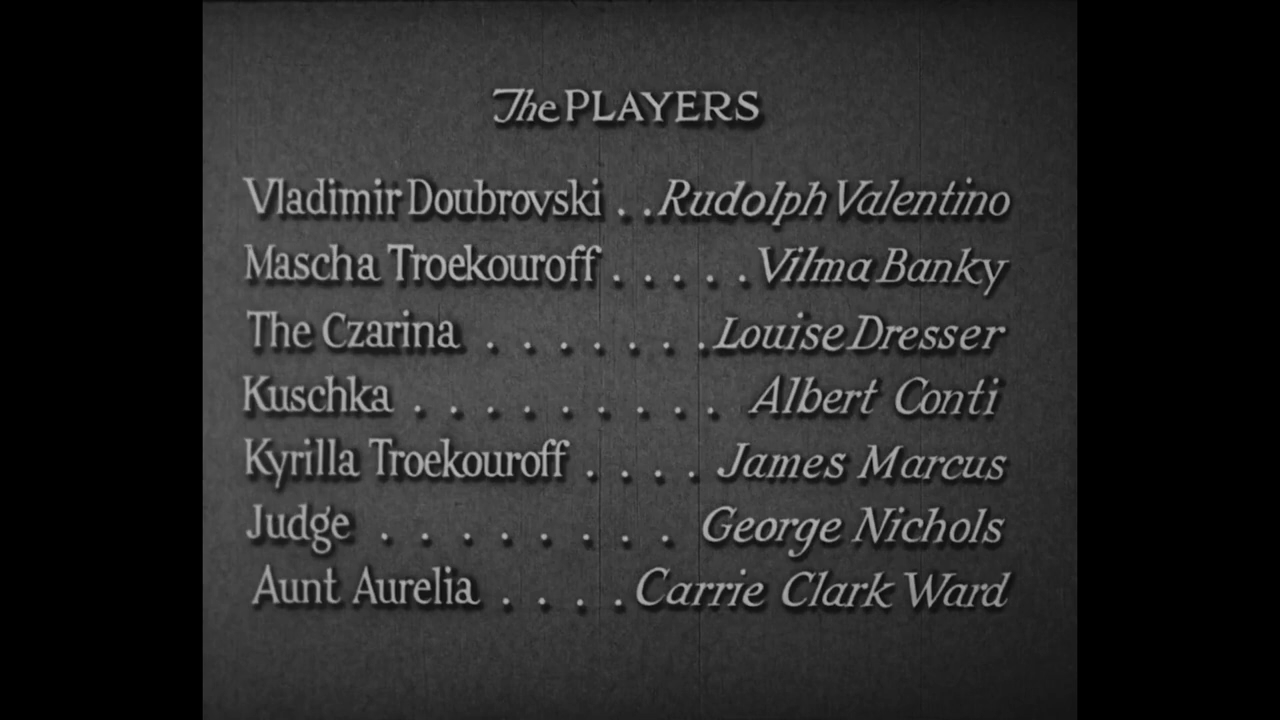 The PLAYERS
Vladimir Doubrovski . . Rudolph Valentino
Mascha Troekouroff . . . . . Vilma Banky
The Czarina . . . . . . . . Louise Dresser
Kuschka . . . . . . . . . Albert Conti
Kyrilla Troekouroff . . . . James Marcus
Judge . . . . . . . . George Nichols
Aunt Aurelia . . . . Carrie Clark Ward